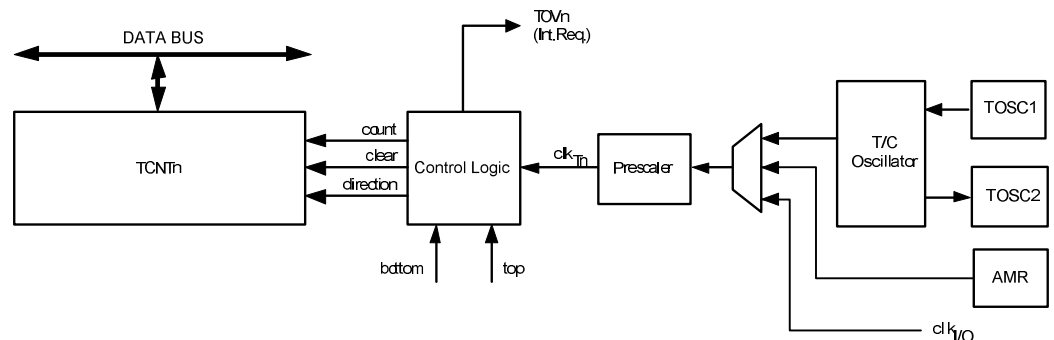 TOVn
(Int.Req.)
DATA BUS
TOSC1
count
T/C
Oscillator
clear
clkTn
TCNTn
Control Logic
Prescaler
direction
TOSC2
bottom
top
AMR
clkI/O